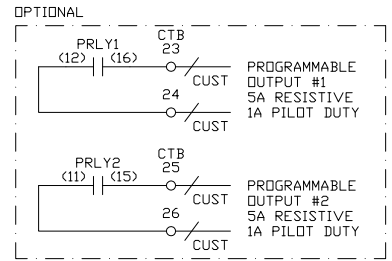 OPTIONAL
PRLY1
(12) (16)
CTB
23
CUST
24
CUST
PROGRAMMABLE
OUTPUT #1
5A RESISTIVE
1A PILOT DUTY
PRLY2
(11) (15)
CTB
25
CUST
26
CUST
PROGRAMMABLE
OUTPUT #2
5A RESISTIVE
1A PILOT DUTY